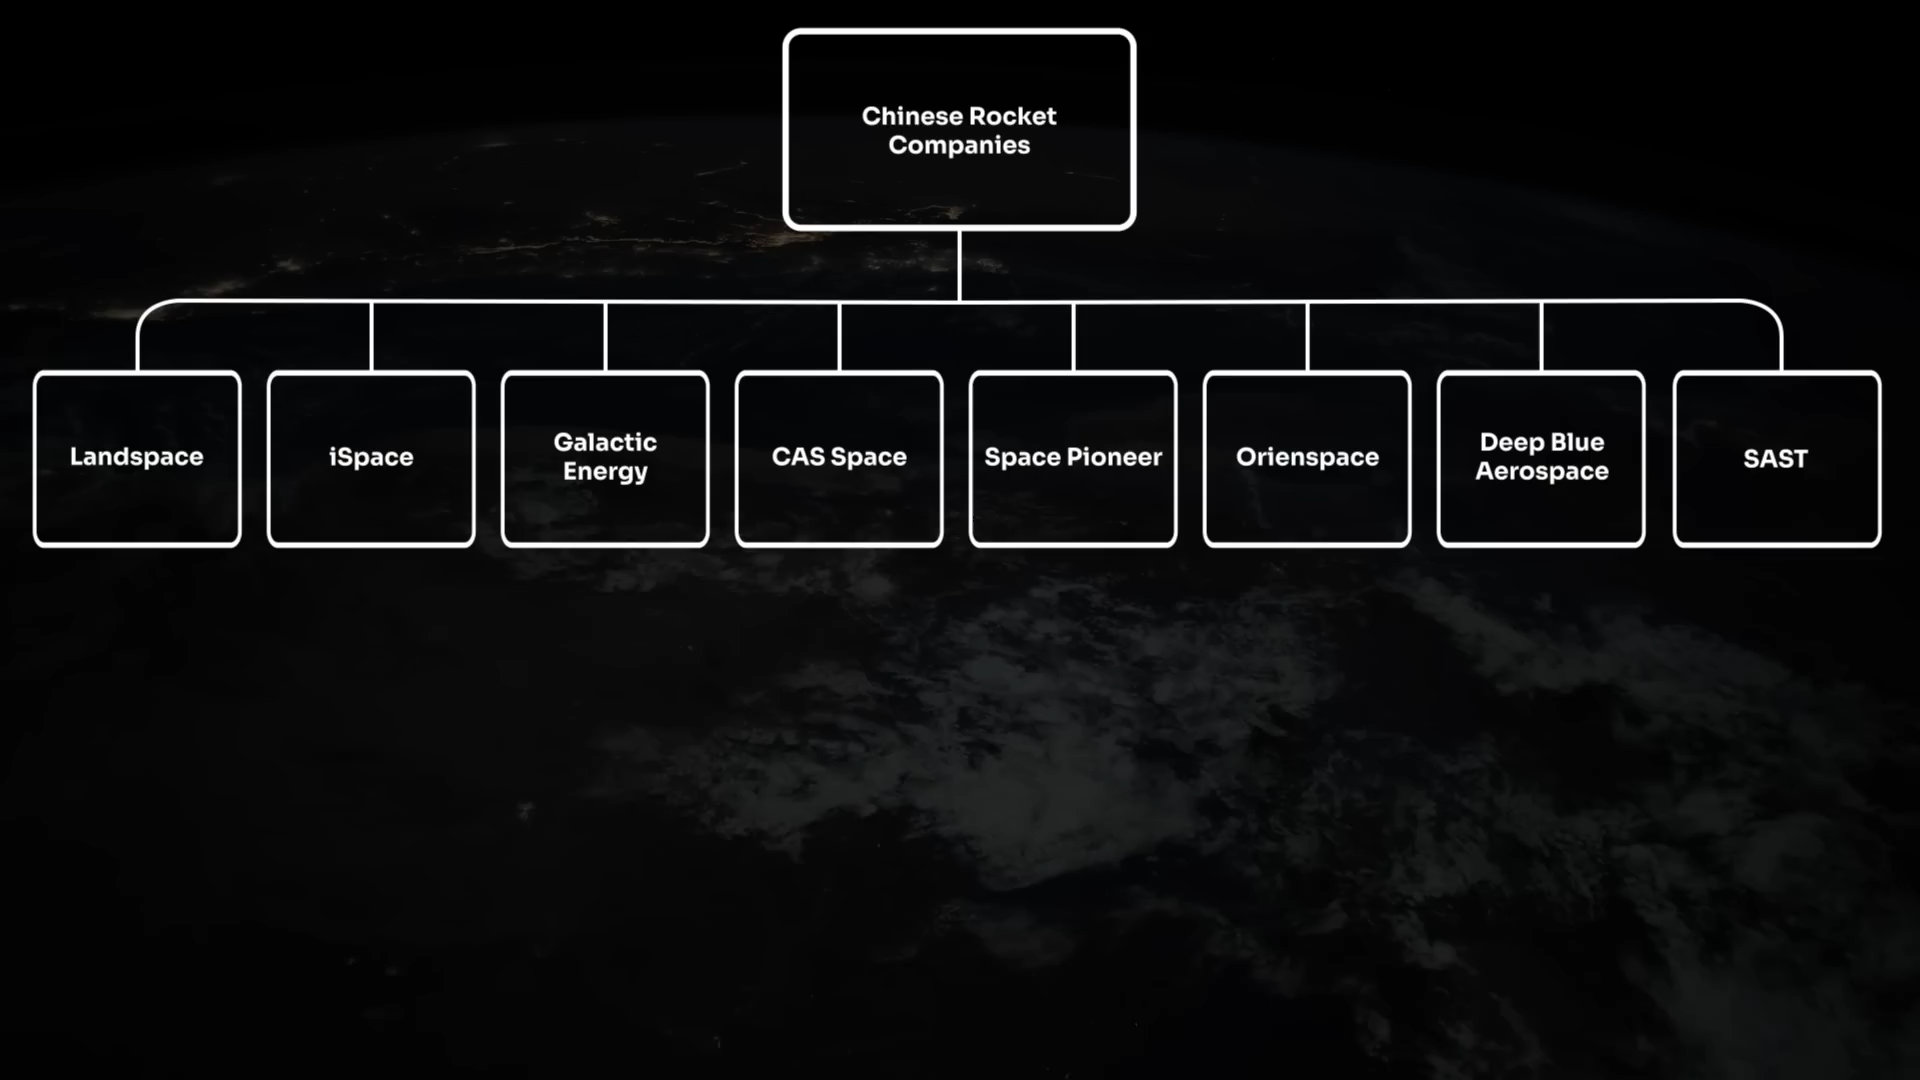 Chinese Rocket
Companies
Landspace
iSpace
Galactic
Energy
CAS Space
Space Pioneer
Orienspace
Deep Blue
Aerospace
SAST